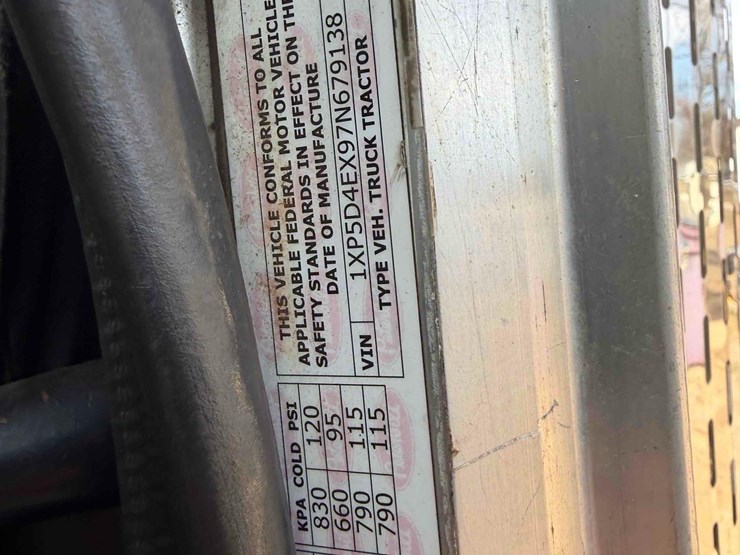 THIS VEHICLE CONFORMS TO ALL
APPLICABLE FEDERAL MOTOR VEHICLE
SAFETY STANDARDS IN EFFECT ON THE
DATE OF MANUFACTURE
VIN 1XP5D4EX97N679138
TYPE VEH. TRUCK TRACTOR
KPA COLD PSI
830 120
660 95
790 115
790 115